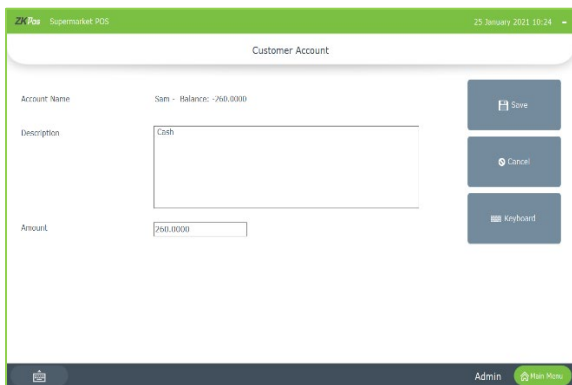 ZKPos Supermarket POS 25 January 2021 10:24 -
Customer Account
Account Name Sam - Balance: -260.0000 Save
Description Cash
Cancel
Keyboard
Amount 260.0000
Admin Main Menu